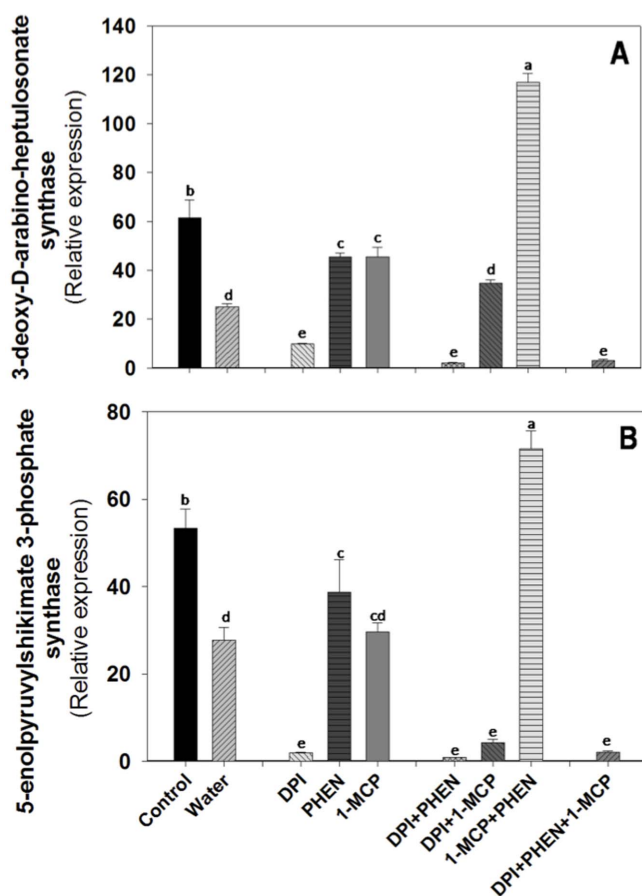 3-deoxy-D-arabino-heptulosonate
synthase
(Relative expression)
140
120
100
80
60
40
20
0
A
b
d
e
c
c
e
d
a
e
5-enolpyruvylshikimate 3-phosphate
synthase
(Relative expression)
80
60
40
20
0
B
b
d
e
c
cd
e
e
a
e
Control
Water
DPI
PHEN
1-MCP
DPI+PHEN
DPI+1-MCP
1-MCP+PHEN
DPI+PHEN+1-MCP